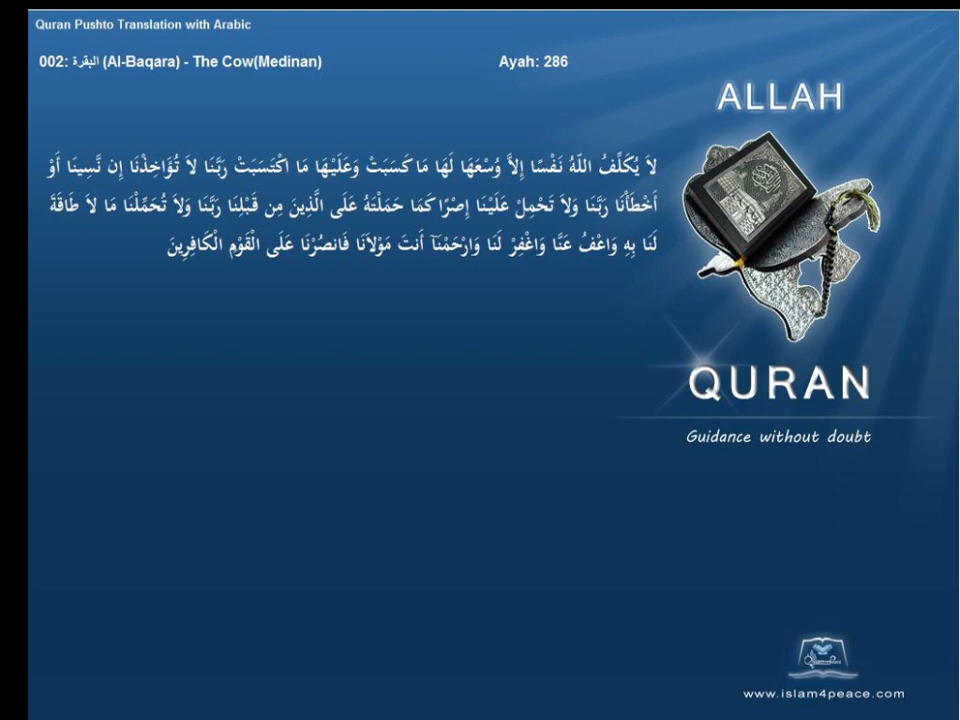 Quran Pushto Translation with Arabic
002: البقرة (Al-Baqara) - The Cow(Medinan) Ayah: 286
ALLAH
لاَ يُكَلِّفُ اللّهُ نَفْسًا إِلاَّ وُسْعَهَا لَهَا مَا كَسَبَتْ وَعَلَيْهَا مَا اكْتَسَبَتْ رَبَّنَا لاَ تُؤَاخِذْنَا إِن نَّسِينَا أَوْ
أَخْطَأْنَا رَبَّنَا وَلاَ تَحْمِلْ عَلَيْنَا إِصْرًا كَمَا حَمَلْتَهُ عَلَى الَّذِينَ مِن قَبْلِنَا رَبَّنَا وَلاَ تُحَمِّلْنَا مَا لاَ طَاقَةَ
لَنَا بِهِ وَاعْفُ عَنَّا وَاغْفِرْ لَنَا وَارْحَمْنَآ أَنتَ مَوْلاَنَا فَانصُرْنَا عَلَى الْقَوْمِ الْكَافِرِينَ
QURAN
Guidance without doubt
www.islam4peace.com